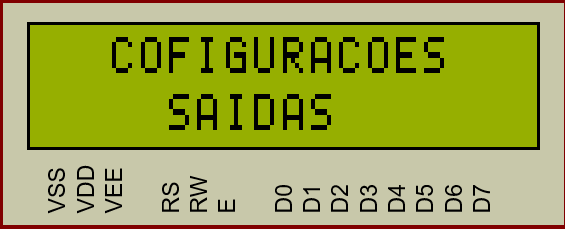 COFIGURACOES
SAIDAS
VSS VDD VEE RS RW E D0 D1 D2 D3 D4 D5 D6 D7